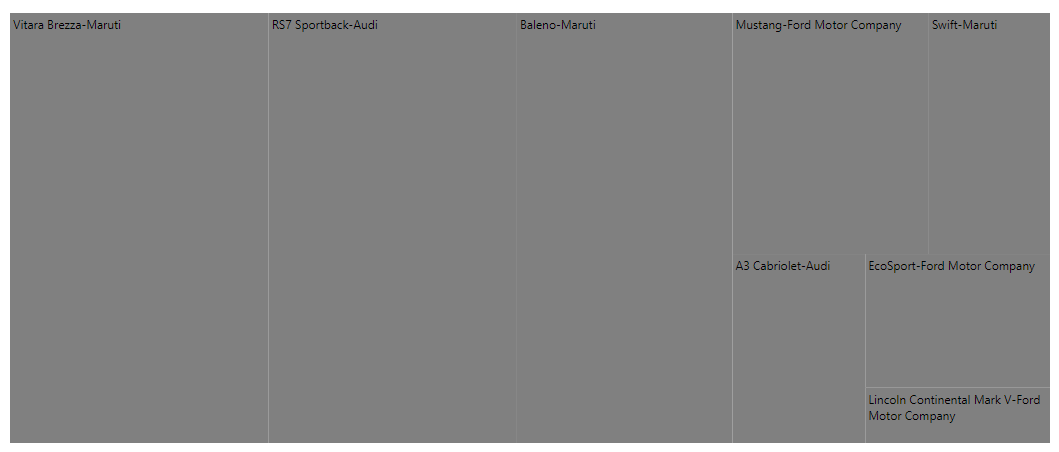 Vitara Brezza-Maruti
RS7 Sportback-Audi
Baleno-Maruti
Mustang-Ford Motor Company
Swift-Maruti
A3 Cabriolet-Audi
EcoSport-Ford Motor Company
Lincoln Continental Mark V-Ford
Motor Company